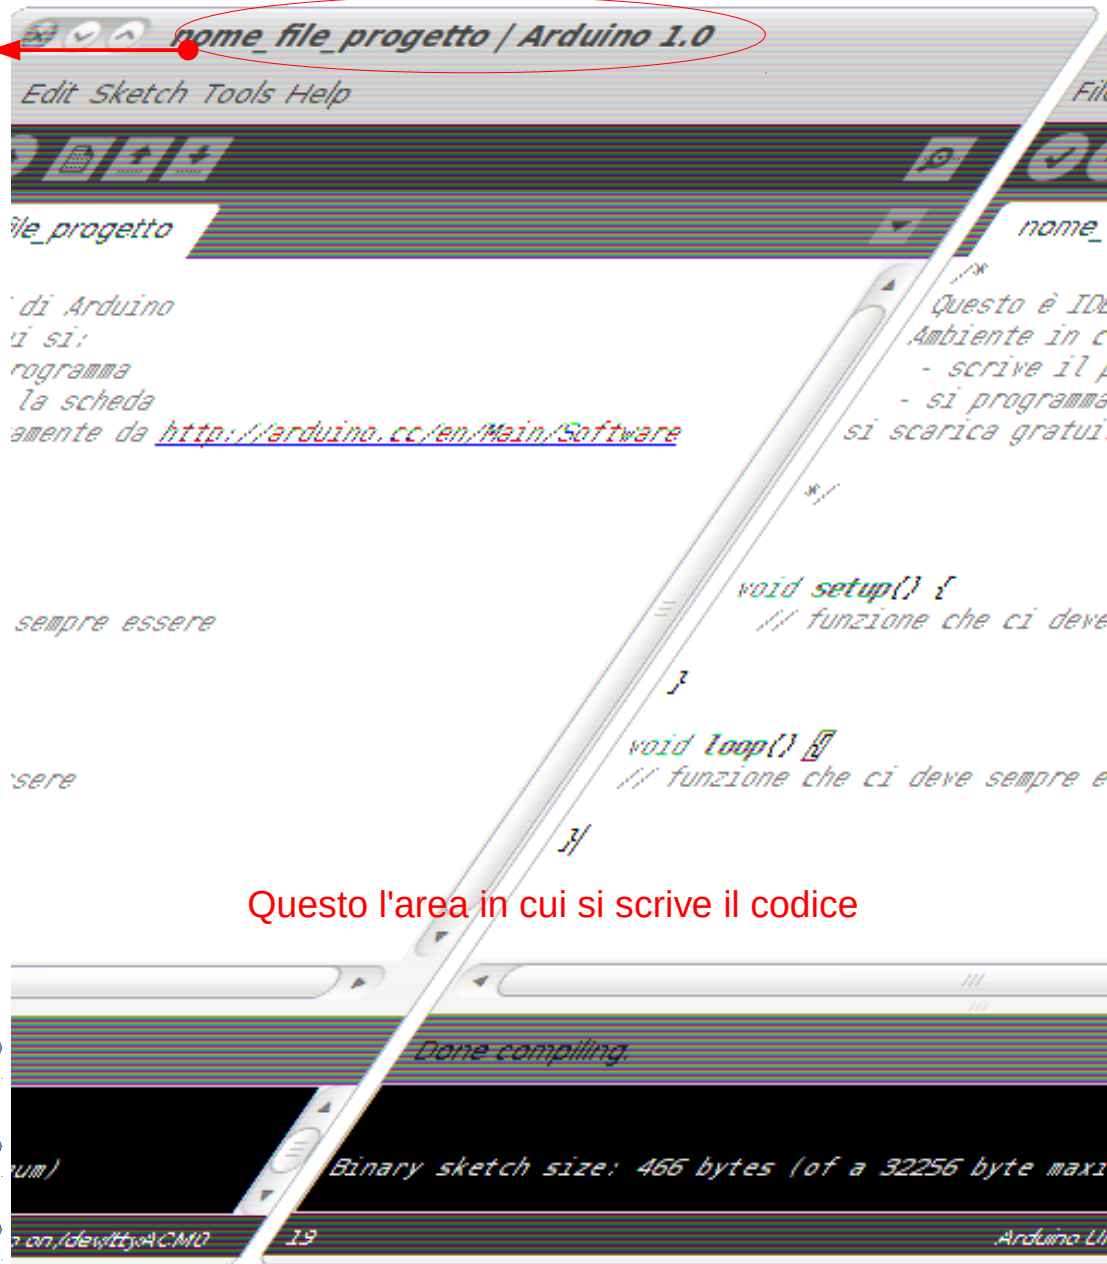 nome_file_progetto | Arduino 1.0
Edit Sketch Tools Help
ile_progetto
nome_
di Arduino
si:
rogramma
la scheda
amente da http://arduino.cc/en/Main/Software
/*
Questo è IDE
Ambiente in c
- scrive il p
- si programma
si scarica gratui
*/
void setup() {
// funzione che ci deve
sempre essere
}
void loop() {
// funzione che ci deve sempre e
ssere
}
Questo l'area in cui si scrive il codice
Done compiling.
um)
Binary sketch size: 466 bytes (of a 32256 byte maxi
on /dev/ttyACM0
19
Arduino U